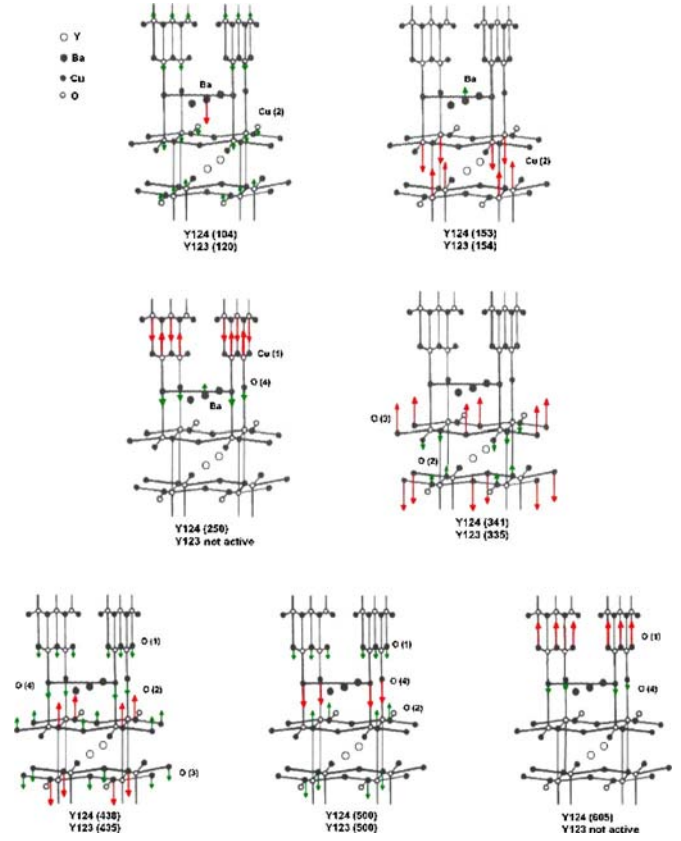 Y
Ba
Cu
O
Ba
Cu (2)
Y124 (104)
Y123 (120)
Ba
Cu (2)
Y124 (153)
Y123 (154)
Cu (1)
O (4)
Ba
Y124 (250)
Y123 not active
O (3)
O (2)
Y124 (341)
Y123 (335)
O (1)
O (4)
O (2)
O (3)
Y124 (438)
Y123 (435)
O (1)
O (4)
O (2)
Y124 (500)
Y123 (500)
O (1)
O (4)
Y124 (605)
Y123 not active